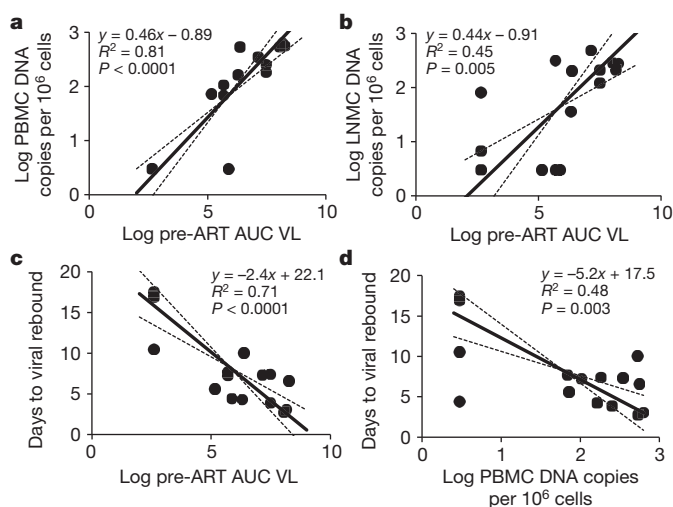 a
y = 0.46x – 0.89
R² = 0.81
P < 0.0001
Log PBMC DNA
copies per 10⁶ cells
3
2
1
0
0
5
10
Log pre-ART AUC VL
b
y = 0.44x – 0.91
R² = 0.45
P = 0.005
Log LNMC DNA
copies per 10⁶ cells
3
2
1
0
0
5
10
Log pre-ART AUC VL
c
y = –2.4x + 22.1
R² = 0.71
P < 0.0001
Days to viral rebound
20
15
10
5
0
0
5
10
Log pre-ART AUC VL
d
y = –5.2x + 17.5
R² = 0.48
P = 0.003
Days to viral rebound
20
15
10
5
0
0
1
2
3
Log PBMC DNA copies
per 10⁶ cells